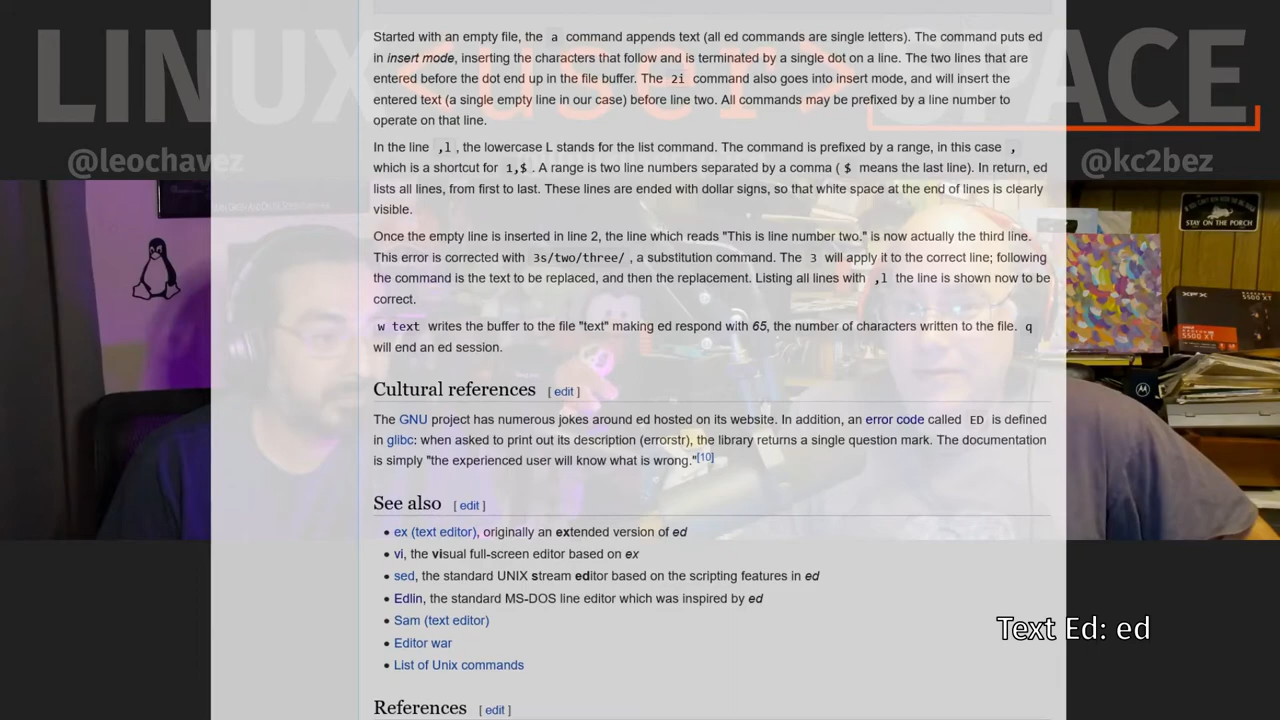 LINUX <user> SPACE
@leochavez
@kc2bez
Started with an empty file, the a command appends text (all ed commands are single letters). The command puts ed
in insert mode, inserting the characters that follow and is terminated by a single dot on a line. The two lines that are
entered before the dot end up in the file buffer. The 2i command also goes into insert mode, and will insert the
entered text (a single empty line in our case) before line two. All commands may be prefixed by a line number to
operate on that line.
In the line ,l , the lowercase L stands for the list command. The command is prefixed by a range, in this case ,
which is a shortcut for 1,$ . A range is two line numbers separated by a comma ( $ means the last line). In return, ed
lists all lines, from first to last. These lines are ended with dollar signs, so that white space at the end of lines is clearly
visible.
Once the empty line is inserted in line 2, the line which reads "This is line number two." is now actually the third line.
This error is corrected with 3s/two/three/ , a substitution command. The 3 will apply it to the correct line; following
the command is the text to be replaced, and then the replacement. Listing all lines with ,l the line is shown now to be
correct.
w text writes the buffer to the file "text" making ed respond with 65, the number of characters written to the file. q
will end an ed session.
Cultural references [ edit ]
The GNU project has numerous jokes around ed hosted on its website. In addition, an error code called ED is defined
in glibc: when asked to print out its description (errorstr), the library returns a single question mark. The documentation
is simply "the experienced user will know what is wrong."[10]
See also [ edit ]
• ex (text editor), originally an extended version of ed
• vi, the visual full-screen editor based on ex
• sed, the standard UNIX stream editor based on the scripting features in ed
• Edlin, the standard MS-DOS line editor which was inspired by ed
• Sam (text editor)
• Editor war
• List of Unix commands
References [ edit ]
STAY ON THE PORCH
XFX
5500 XT
5500 XT
Text Ed: ed